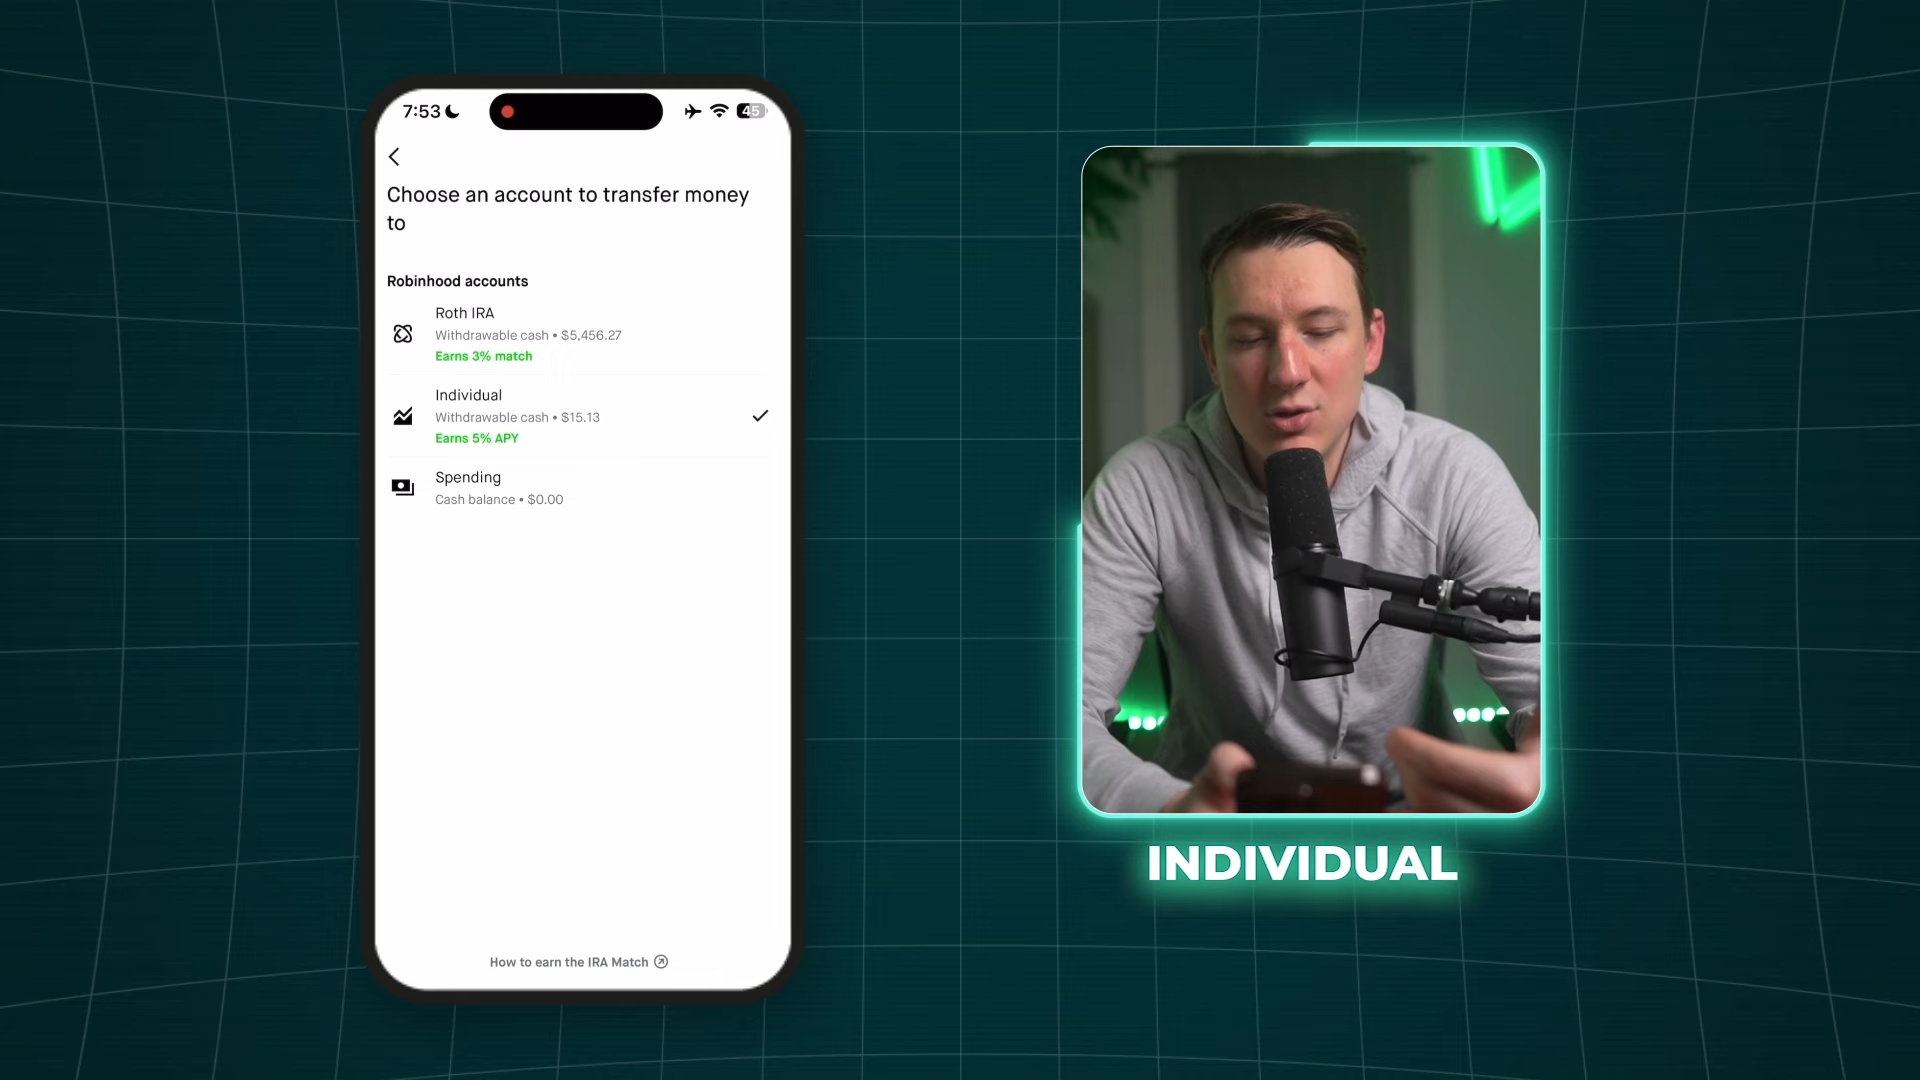 7:53
45
Choose an account to transfer money
to
Robinhood accounts
Roth IRA
Withdrawable cash • $5,456.27
Earns 3% match
Individual
Withdrawable cash • $15.13
Earns 5% APY
Spending
Cash balance • $0.00
How to earn the IRA Match
INDIVIDUAL